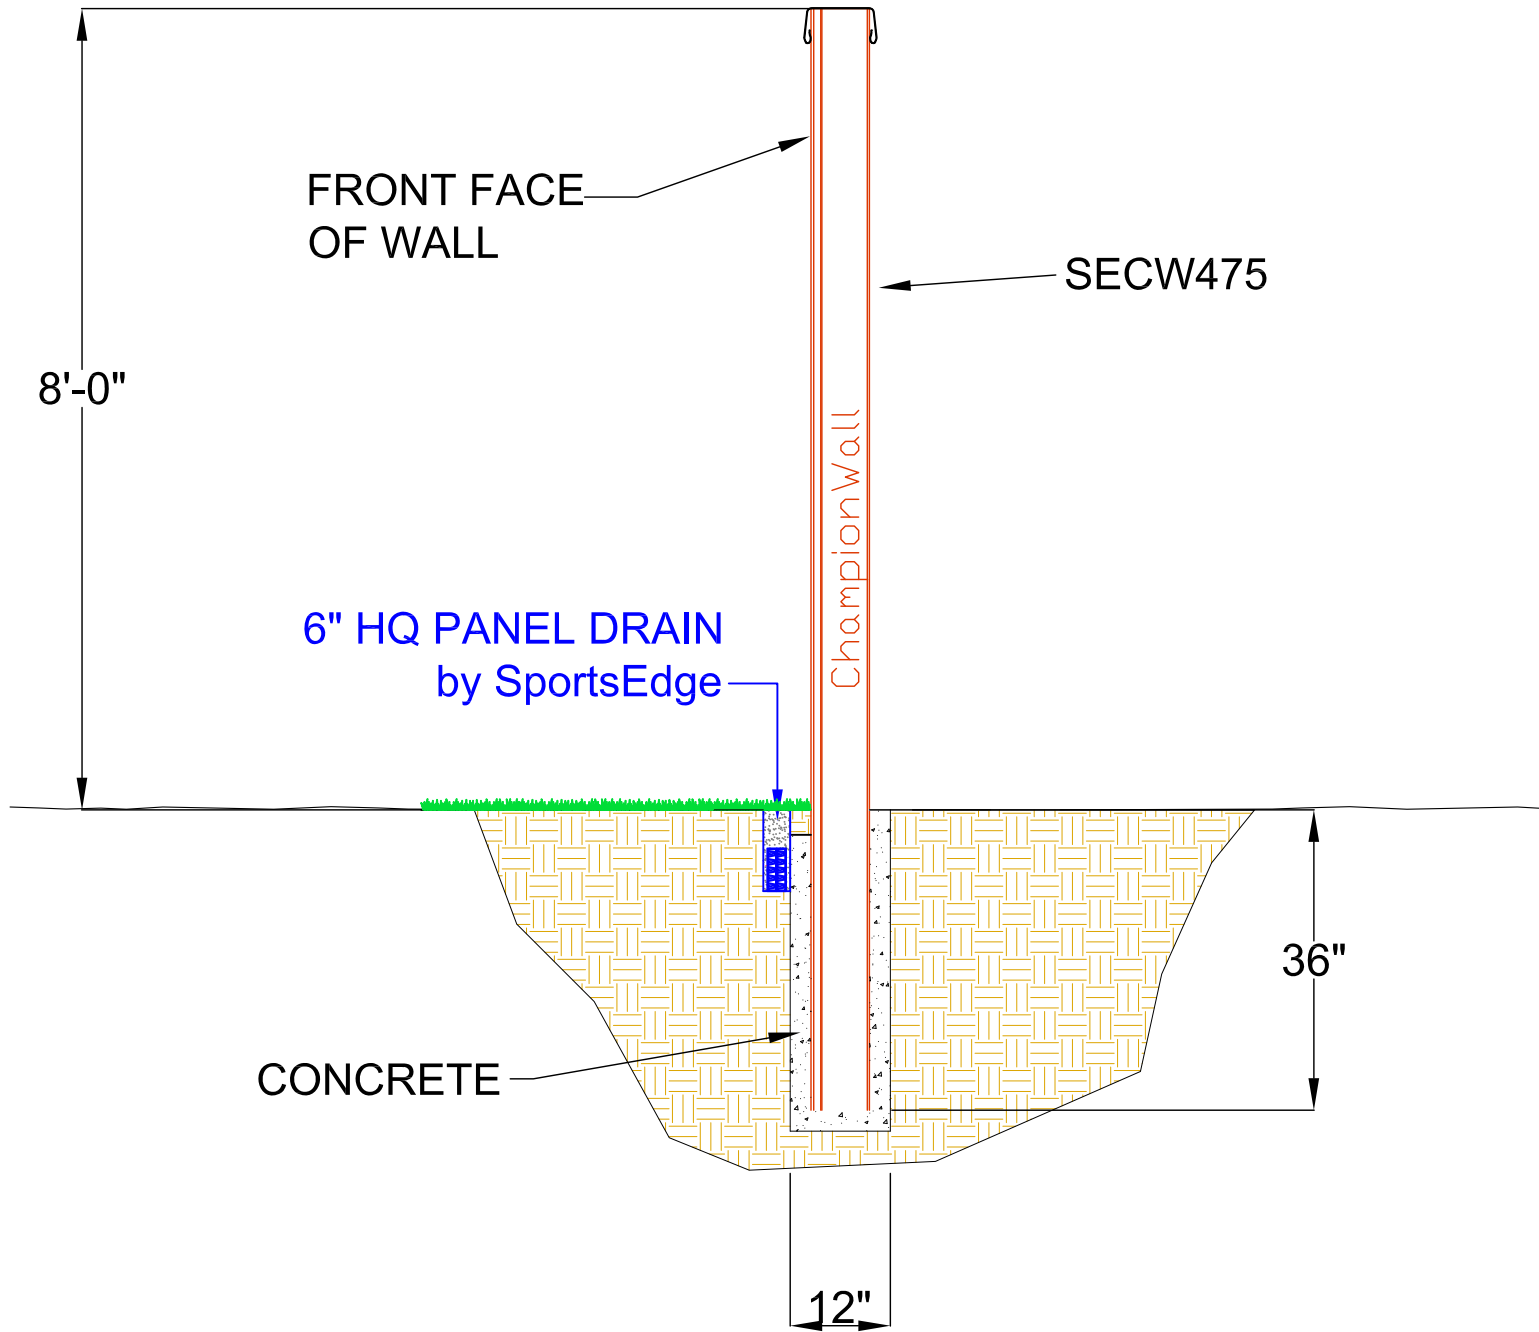 FRONT FACE
OF WALL
SECW475
8'-0"
ChampionWall
6" HQ PANEL DRAIN
by SportsEdge
36"
CONCRETE
12"